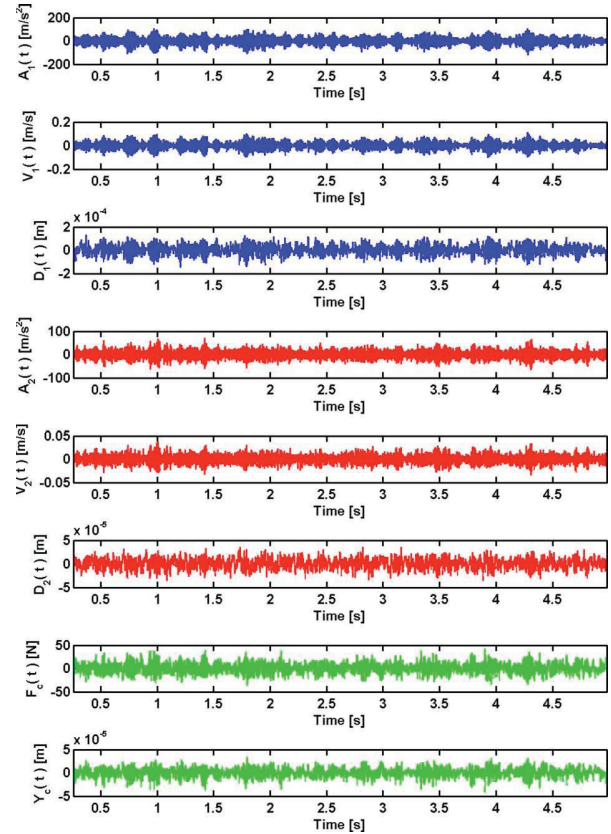 A₁(t) [m/s²]
200
0
-200
0.5 1 1.5 2 2.5 3 3.5 4 4.5
Time [s]
V₁(t) [m/s]
0.2
0
-0.2
0.5 1 1.5 2 2.5 3 3.5 4 4.5
Time [s]
x 10⁻⁴
D₁(t) [m]
2
0
-2
0.5 1 1.5 2 2.5 3 3.5 4 4.5
Time [s]
A₂(t) [m/s²]
100
0
-100
0.5 1 1.5 2 2.5 3 3.5 4 4.5
Time [s]
V₂(t) [m/s]
0.05
0
-0.05
0.5 1 1.5 2 2.5 3 3.5 4 4.5
Time [s]
x 10⁻⁵
D₂(t) [m]
5
0
-5
0.5 1 1.5 2 2.5 3 3.5 4 4.5
Time [s]
F_c(t) [N]
50
0
-50
0.5 1 1.5 2 2.5 3 3.5 4 4.5
Time [s]
x 10⁻⁵
Y_c(t) [m]
5
0
-5
0.5 1 1.5 2 2.5 3 3.5 4 4.5
Time [s]